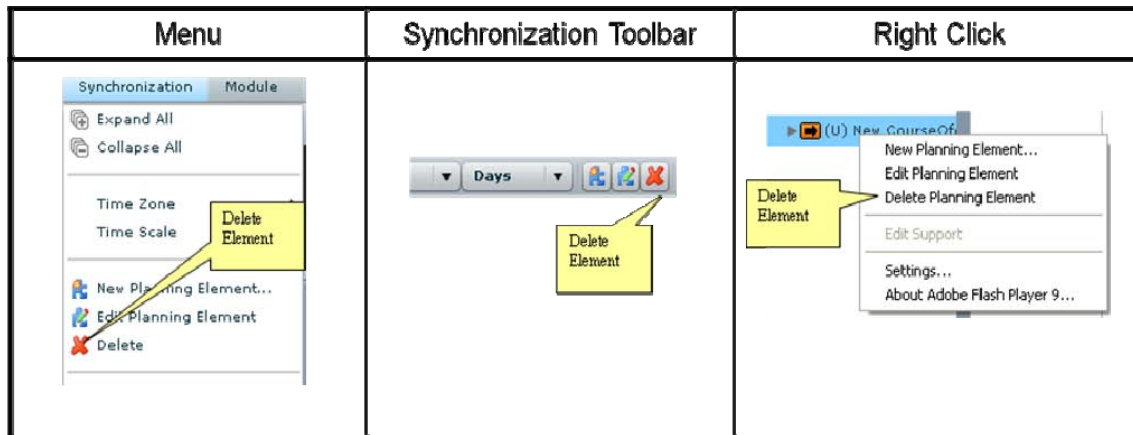 Menu
Synchronization Toolbar
Right Click
Synchronization Module
Expand All
Collapse All
Time Zone
Time Scale
Delete
Element
New Planning Element...
Edit Planning Element
Delete
Days
Delete
Element
(U) New CourseOf
New Planning Element...
Edit Planning Element
Delete Planning Element
Delete
Element
Edit Support
Settings...
About Adobe Flash Player 9...